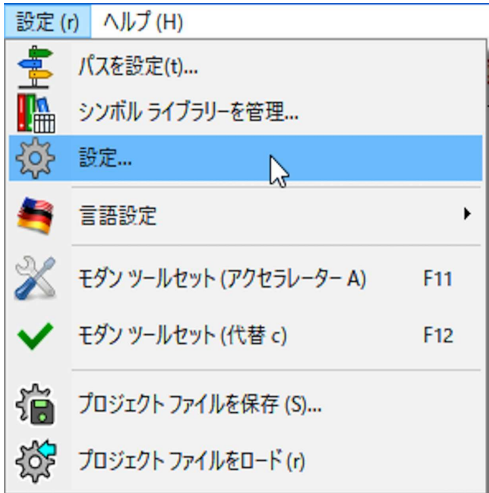 設定 (r) ヘルプ (H)
パスを設定(t)...
シンボル ライブラリーを管理...
設定...
言語設定
モダン ツールセット (アクセラレーター A) F11
モダン ツールセット (代替 c) F12
プロジェクト ファイルを保存 (S)...
プロジェクト ファイルをロード (r)